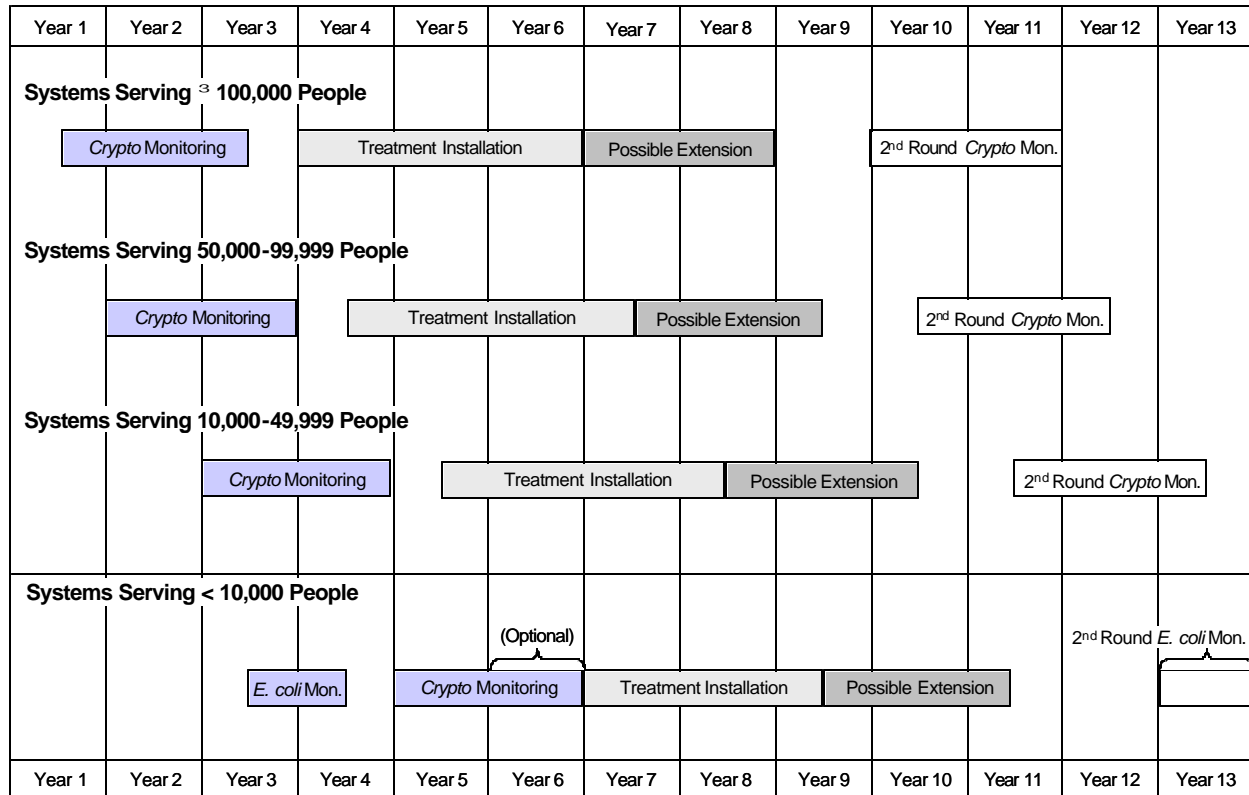 Year 1 Year 2 Year 3 Year 4 Year 5 Year 6 Year 7 Year 8 Year 9 Year 10 Year 11 Year 12 Year 13
Systems Serving ³ 100,000 People
Crypto Monitoring Treatment Installation Possible Extension 2nd Round Crypto Mon.
Systems Serving 50,000-99,999 People
Crypto Monitoring Treatment Installation Possible Extension 2nd Round Crypto Mon.
Systems Serving 10,000-49,999 People
Crypto Monitoring Treatment Installation Possible Extension 2nd Round Crypto Mon.
Systems Serving < 10,000 People
(Optional) 2nd Round E. coli Mon.
E. coli Mon. Crypto Monitoring Treatment Installation Possible Extension
Year 1 Year 2 Year 3 Year 4 Year 5 Year 6 Year 7 Year 8 Year 9 Year 10 Year 11 Year 12 Year 13